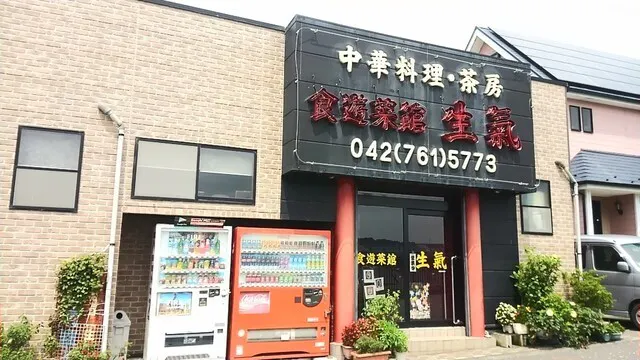 中華料理・茶房
食遊菜館 生氣
042(761)5773
食遊菜館 生氣